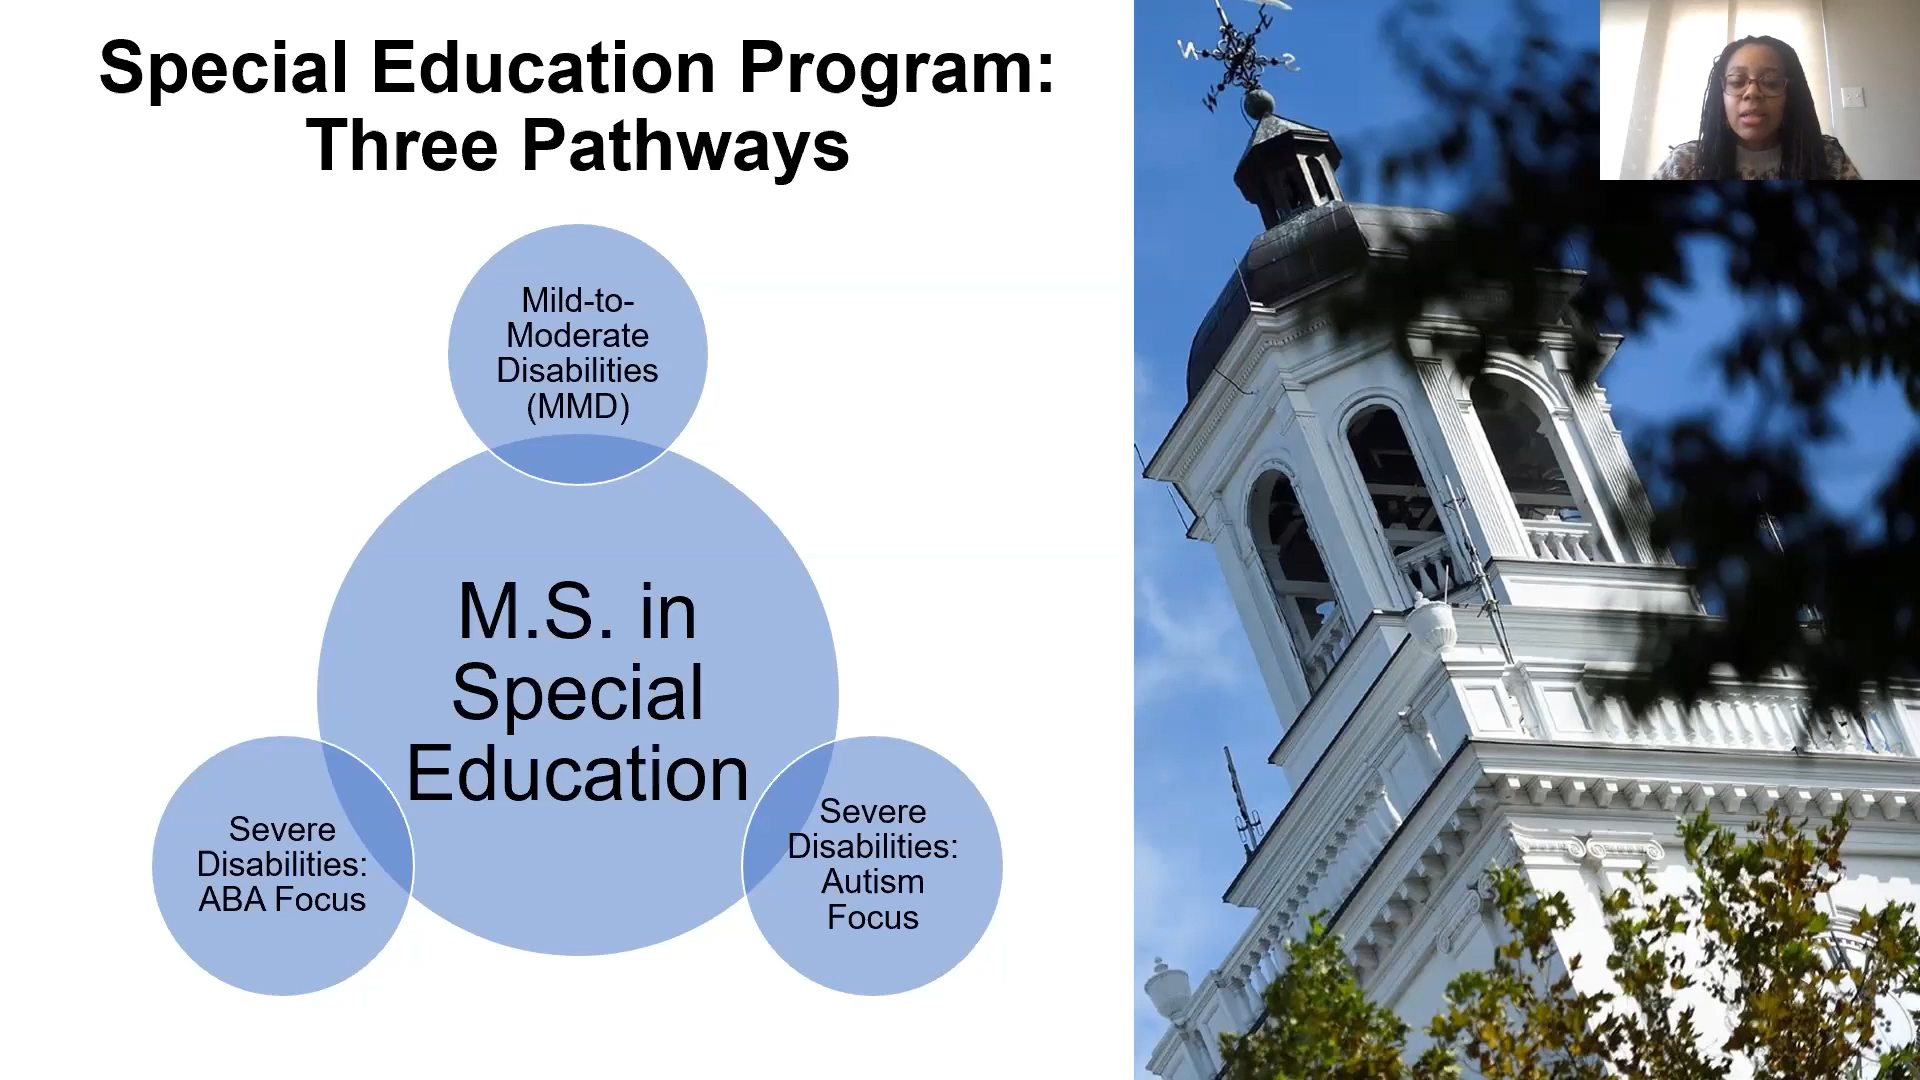 Special Education Program:
Three Pathways
Mild-to-
Moderate
Disabilities
(MMD)
M.S. in
Special
Education
Severe
Disabilities:
ABA Focus
Severe
Disabilities:
Autism
Focus
N
S